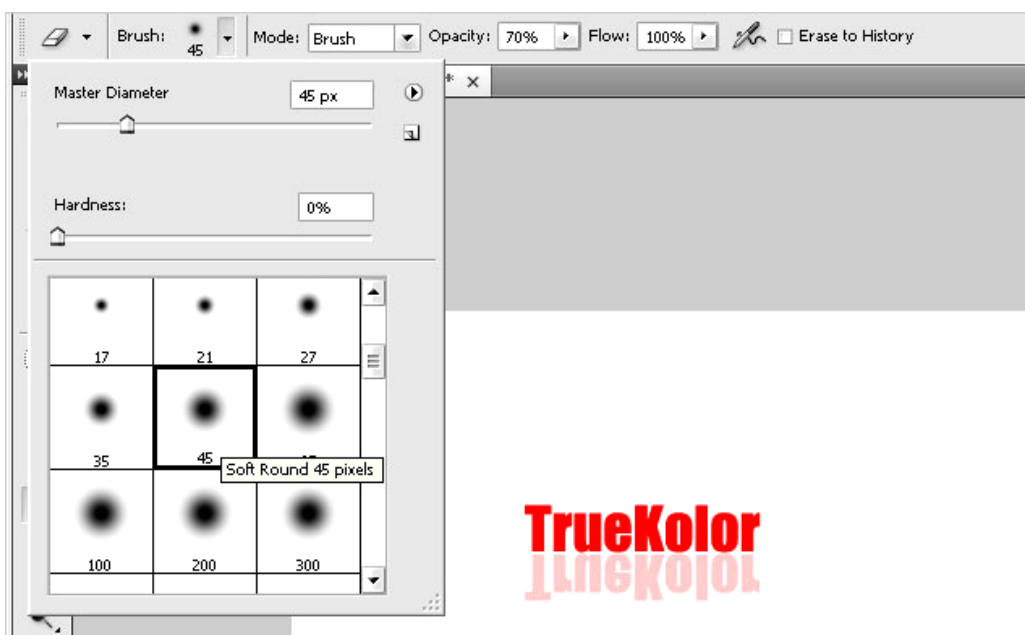 Brush: 45 Mode: Brush Opacity: 70% Flow: 100% Erase to History
* ×
Master Diameter 45 px
Hardness: 0%
17 21 27
35 45
Soft Round 45 pixels
100 200 300
TrueKolor
TrueKolor